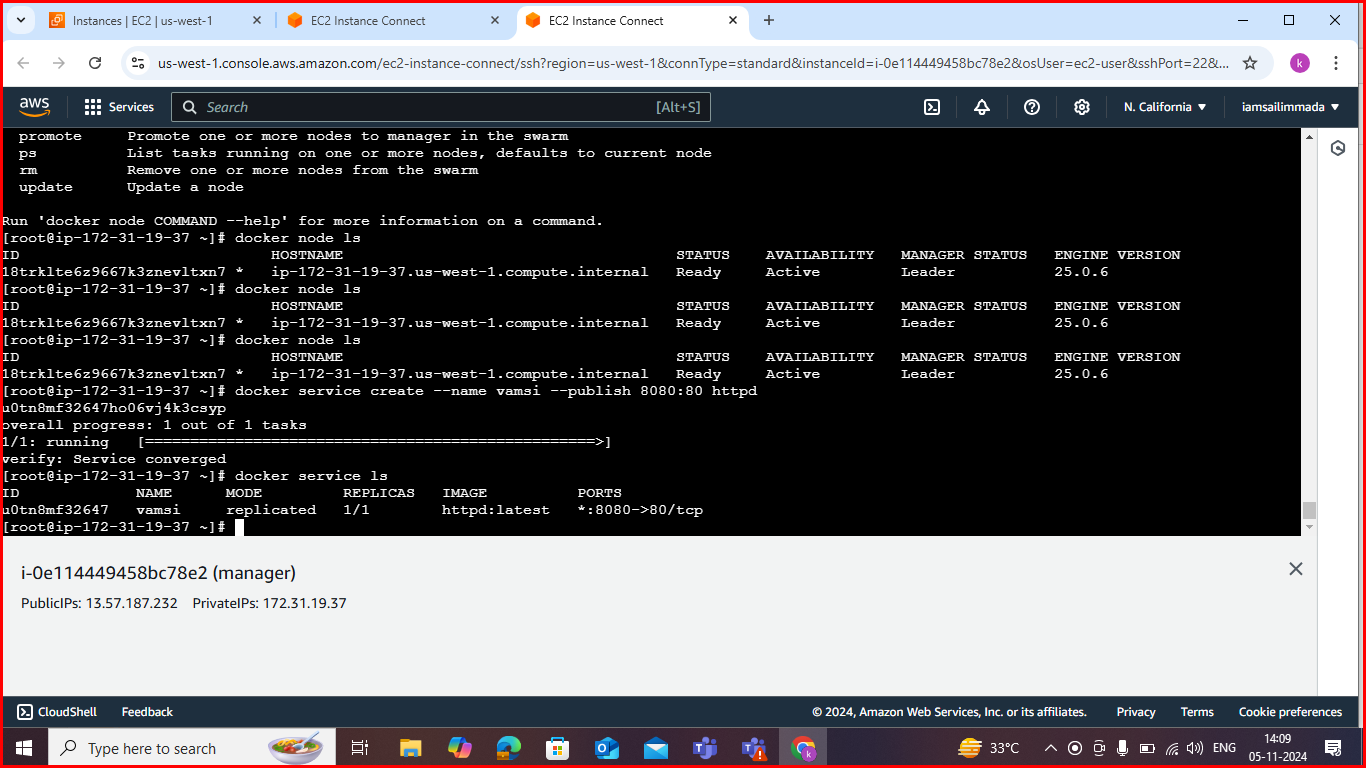 Instances | EC2 | us-west-1
EC2 Instance Connect
EC2 Instance Connect
us-west-1.console.aws.amazon.com/ec2-instance-connect/ssh?region=us-west-1&connType=standard&instanceId=i-0e114449458bc78e2&osUser=ec2-user&sshPort=22&...
k
aws Services Search [Alt+S] N. California iamsailimmada
promote Promote one or more nodes to manager in the swarm
ps List tasks running on one or more nodes, defaults to current node
rm Remove one or more nodes from the swarm
update Update a node
Run 'docker node COMMAND --help' for more information on a command.
[root@ip-172-31-19-37 ~]# docker node ls
ID HOSTNAME STATUS AVAILABILITY MANAGER STATUS ENGINE VERSION
18trklte6z9667k3znevltxn7 * ip-172-31-19-37.us-west-1.compute.internal Ready Active Leader 25.0.6
[root@ip-172-31-19-37 ~]# docker node ls
ID HOSTNAME STATUS AVAILABILITY MANAGER STATUS ENGINE VERSION
18trklte6z9667k3znevltxn7 * ip-172-31-19-37.us-west-1.compute.internal Ready Active Leader 25.0.6
[root@ip-172-31-19-37 ~]# docker node ls
ID HOSTNAME STATUS AVAILABILITY MANAGER STATUS ENGINE VERSION
18trklte6z9667k3znevltxn7 * ip-172-31-19-37.us-west-1.compute.internal Ready Active Leader 25.0.6
[root@ip-172-31-19-37 ~]# docker service create --name vamsi --publish 8080:80 httpd
u0tn8mf32647ho06vj4k3csyp
overall progress: 1 out of 1 tasks
1/1: running [==================================================>]
verify: Service converged
[root@ip-172-31-19-37 ~]# docker service ls
ID NAME MODE REPLICAS IMAGE PORTS
u0tn8mf32647 vamsi replicated 1/1 httpd:latest *:8080->80/tcp
[root@ip-172-31-19-37 ~]#
i-0e114449458bc78e2 (manager)
PublicIPs: 13.57.187.232 PrivateIPs: 172.31.19.37
CloudShell Feedback © 2024, Amazon Web Services, Inc. or its affiliates. Privacy Terms Cookie preferences
Type here to search 33°C ENG 14:09
05-11-2024